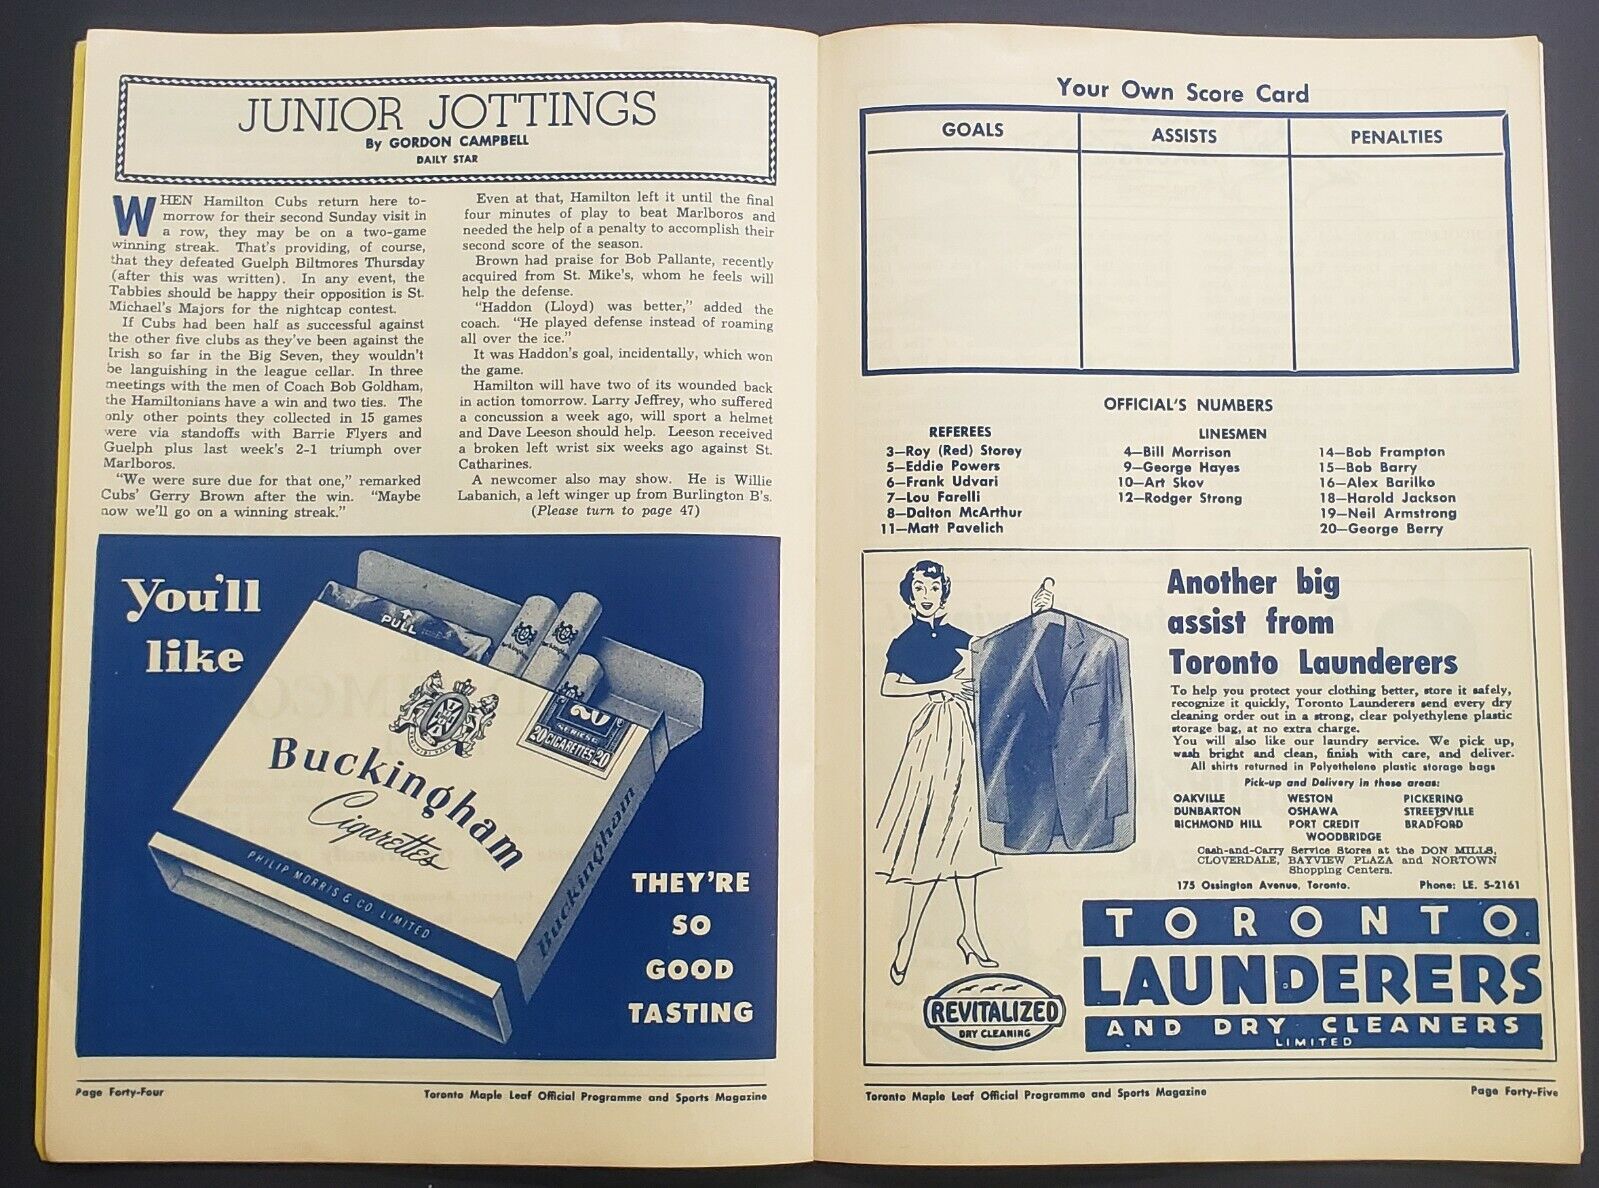 JUNIOR JOTTINGS
By GORDON CAMPBELL
DAILY STAR
WHEN Hamilton Cubs return here to-
morrow for their second Sunday visit in
a row, they may be on a two-game
winning streak. That's providing, of course,
that they defeated Guelph Biltmores Thursday
(after this was written). In any event, the
Tabbies should be happy their opposition is St.
Michael's Majors for the nightcap contest.
If Cubs had been half as successful against
the other five clubs as they've been against the
Irish so far in the Big Seven, they wouldn't
be languishing in the league cellar. In three
meetings with the men of Coach Bob Goldham,
the Hamiltonians have a win and two ties. The
only other points they collected in 15 games
were via standoffs with Barrie Flyers and
Guelph plus last week's 2-1 triumph over
Marlboros.
"We were sure due for that one," remarked
Cubs' Gerry Brown after the win. "Maybe
now we'll go on a winning streak."
Even at that, Hamilton left it until the final
four minutes of play to beat Marlboros and
needed the help of a penalty to accomplish their
second score of the season.
Brown had praise for Bob Pallante, recently
acquired from St. Mike's, whom he feels will
help the defense.
"Haddon (Lloyd) was better," added the
coach. "He played defense instead of roaming
all over the ice."
It was Haddon's goal, incidentally, which won
the game.
Hamilton will have two of its wounded back
in action tomorrow. Larry Jeffrey, who suffered
a concussion a week ago, will sport a helmet
and Dave Leeson should help. Leeson received
a broken left wrist six weeks ago against St.
Catharines.
A newcomer also may show. He is Willie
Labanich, a left winger up from Burlington B's.
(Please turn to page 47)
You'll
like
PULL
Buckingham
Buckingham
20
SERIES C
20 CIGARETTES 20
Buckingham
Cigarettes
PHILIP MORRIS & CO. LIMITED
Buckingham
THEY'RE
SO
GOOD
TASTING
Page Forty-Four
Toronto Maple Leaf Official Programme and Sports Magazine
Your Own Score Card
GOALS
ASSISTS
PENALTIES
OFFICIAL'S NUMBERS
REFEREES
3—Roy (Red) Storey
5—Eddie Powers
6—Frank Udvari
7—Lou Farelli
8—Dalton McArthur
11—Matt Pavelich
LINESMEN
4—Bill Morrison
9—George Hayes
10—Art Skov
12—Rodger Strong
14—Bob Frampton
15—Bob Barry
16—Alex Barilko
18—Harold Jackson
19—Neil Armstrong
20—George Berry
Another big
assist from
Toronto Launderers
To help you protect your clothing better, store it safely,
recognize it quickly, Toronto Launderers send every dry
cleaning order out in a strong, clear polyethylene plastic
storage bag, at no extra charge.
You will also like our laundry service. We pick up,
wash bright and clean, finish with care, and deliver.
All shirts returned in Polyethelene plastic storage bags
Pick-up and Delivery in these areas:
OAKVILLE WESTON PICKERING
DUNBARTON OSHAWA STREETSVILLE
RICHMOND HILL PORT CREDIT BRADFORD
WOODBRIDGE
Cash-and-Carry Service Stores at the DON MILLS,
CLOVERDALE, BAYVIEW PLAZA and NORTOWN
Shopping Centers.
175 Ossington Avenue, Toronto. Phone: LE. 5-2161
TORONTO
LAUNDERERS
AND DRY CLEANERS
LIMITED
REVITALIZED
DRY CLEANING
Toronto Maple Leaf Official Programme and Sports Magazine
Page Forty-Five